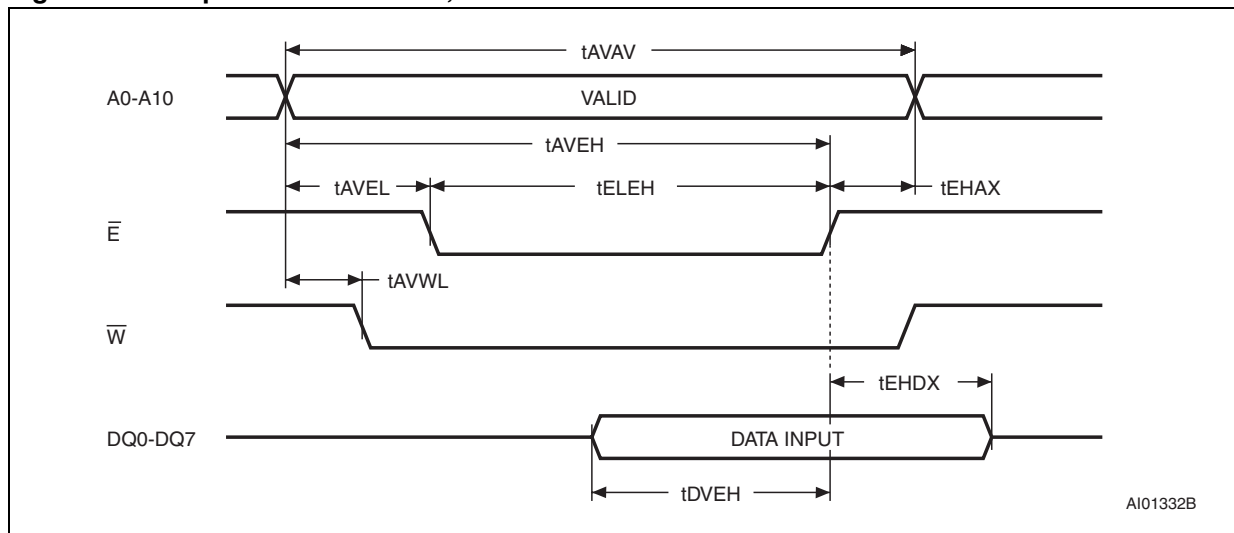 tAVAV
A0-A10
VALID
tAVEH
tAVEL
tELEH
tEHAX
E̅
tAVWL
W̅
tEHDX
DQ0-DQ7
DATA INPUT
tDVEH
AI01332B